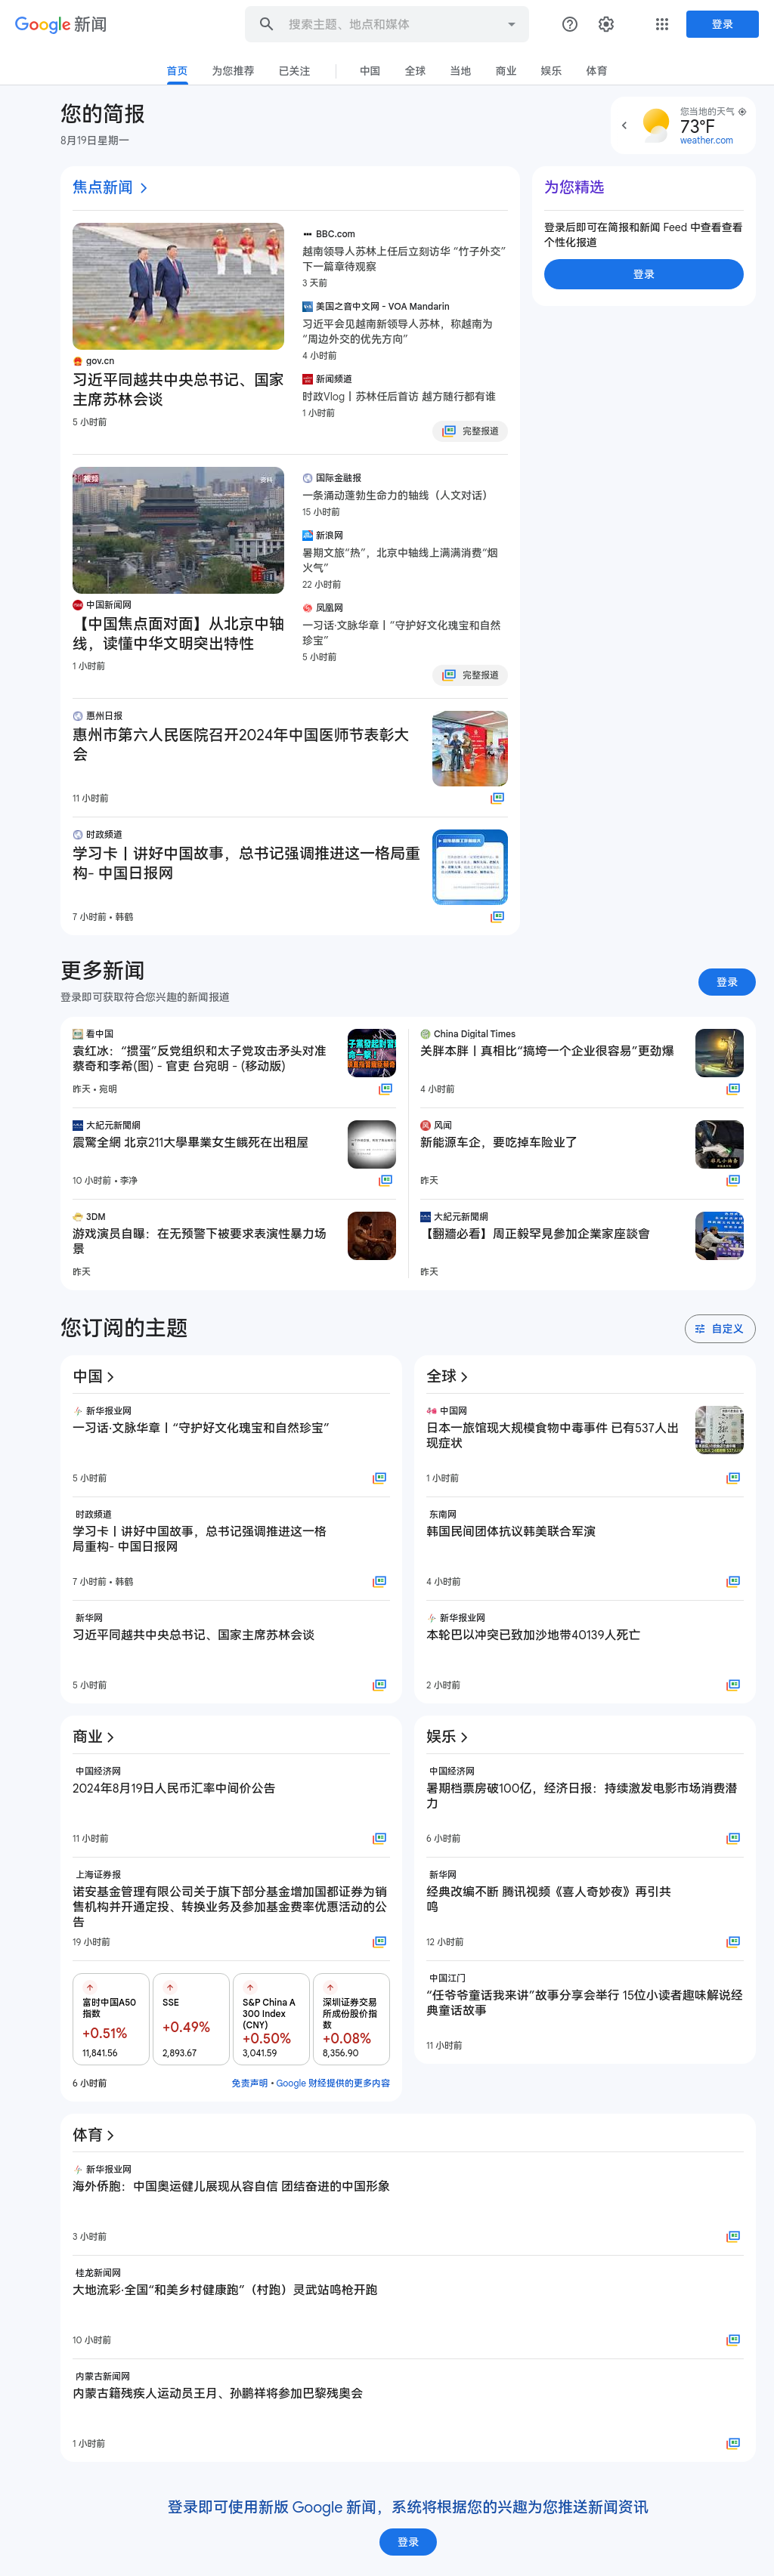 Google 新闻
搜索主题、地点和媒体
登录
首页
为您推荐
已关注
中国
全球
当地
商业
娱乐
体育
您的简报
8月19日星期一
您当地的天气
73°F
weather.com
焦点新闻
gov.cn
习近平同越共中央总书记、国家
主席苏林会谈
5 小时前
BBC.com
越南领导人苏林上任后立刻访华 “竹子外交”
下一篇章待观察
3 天前
美国之音中文网 - VOA Mandarin
习近平会见越南新领导人苏林，称越南为
“周边外交的优先方向”
4 小时前
新闻频道
时政Vlog丨苏林任后首访 越方随行都有谁
1 小时前
完整报道
资料
中国新闻网
【中国焦点面对面】从北京中轴
线，读懂中华文明突出特性
1 小时前
国际金融报
一条涌动蓬勃生命力的轴线（人文对话）
15 小时前
新浪网
暑期文旅“热”，北京中轴线上满满消费“烟
火气”
22 小时前
凤凰网
一习话·文脉华章丨“守护好文化瑰宝和自然
珍宝”
5 小时前
完整报道
惠州日报
惠州市第六人民医院召开2024年中国医师节表彰大
会
11 小时前
时政频道
学习卡丨讲好中国故事，总书记强调推进这一格局重
构- 中国日报网
7 小时前 • 韩鹤
为您精选
登录后即可在简报和新闻 Feed 中查看查看
个性化报道
登录
更多新闻
登录即可获取符合您兴趣的新闻报道
登录
看中国
袁红冰：“掼蛋”反党组织和太子党攻击矛头对准
蔡奇和李希(图) - 官吏 台宛明 - (移动版)
昨天 • 宛明
大紀元新聞網
震驚全網 北京211大學畢業女生餓死在出租屋
10 小时前 • 李净
3DM
游戏演员自曝：在无预警下被要求表演性暴力场
景
昨天
China Digital Times
关胖本胖丨真相比“搞垮一个企业很容易”更劲爆
4 小时前
风闻
新能源车企，要吃掉车险业了
昨天
大紀元新聞網
【翻牆必看】周正毅罕見參加企業家座談會
昨天
您订阅的主题
自定义
中国
新华报业网
一习话·文脉华章丨“守护好文化瑰宝和自然珍宝”
5 小时前
时政频道
学习卡丨讲好中国故事，总书记强调推进这一格
局重构- 中国日报网
7 小时前 • 韩鹤
新华网
习近平同越共中央总书记、国家主席苏林会谈
5 小时前
全球
中国网
日本一旅馆现大规模食物中毒事件 已有537人出
现症状
1 小时前
东南网
韩国民间团体抗议韩美联合军演
4 小时前
新华报业网
本轮巴以冲突已致加沙地带40139人死亡
2 小时前
商业
中国经济网
2024年8月19日人民币汇率中间价公告
11 小时前
上海证券报
诺安基金管理有限公司关于旗下部分基金增加国都证券为销
售机构并开通定投、转换业务及参加基金费率优惠活动的公
告
19 小时前
富时中国A50
指数
+0.51%
11,841.56
SSE
+0.49%
2,893.67
S&P China A
300 Index
(CNY)
+0.50%
3,041.59
深圳证券交易
所成份股价指
数
+0.08%
8,356.90
6 小时前
免责声明 • Google 财经提供的更多内容
娱乐
中国经济网
暑期档票房破100亿，经济日报：持续激发电影市场消费潜
力
6 小时前
新华网
经典改编不断 腾讯视频《喜人奇妙夜》再引共
鸣
12 小时前
中国江门
“任爷爷童话我来讲”故事分享会举行 15位小读者趣味解说经
典童话故事
11 小时前
体育
新华报业网
海外侨胞：中国奥运健儿展现从容自信 团结奋进的中国形象
3 小时前
桂龙新闻网
大地流彩·全国“和美乡村健康跑”（村跑）灵武站鸣枪开跑
10 小时前
内蒙古新闻网
内蒙古籍残疾人运动员王月、孙鹏祥将参加巴黎残奥会
1 小时前
登录即可使用新版 Google 新闻，系统将根据您的兴趣为您推送新闻资讯
登录